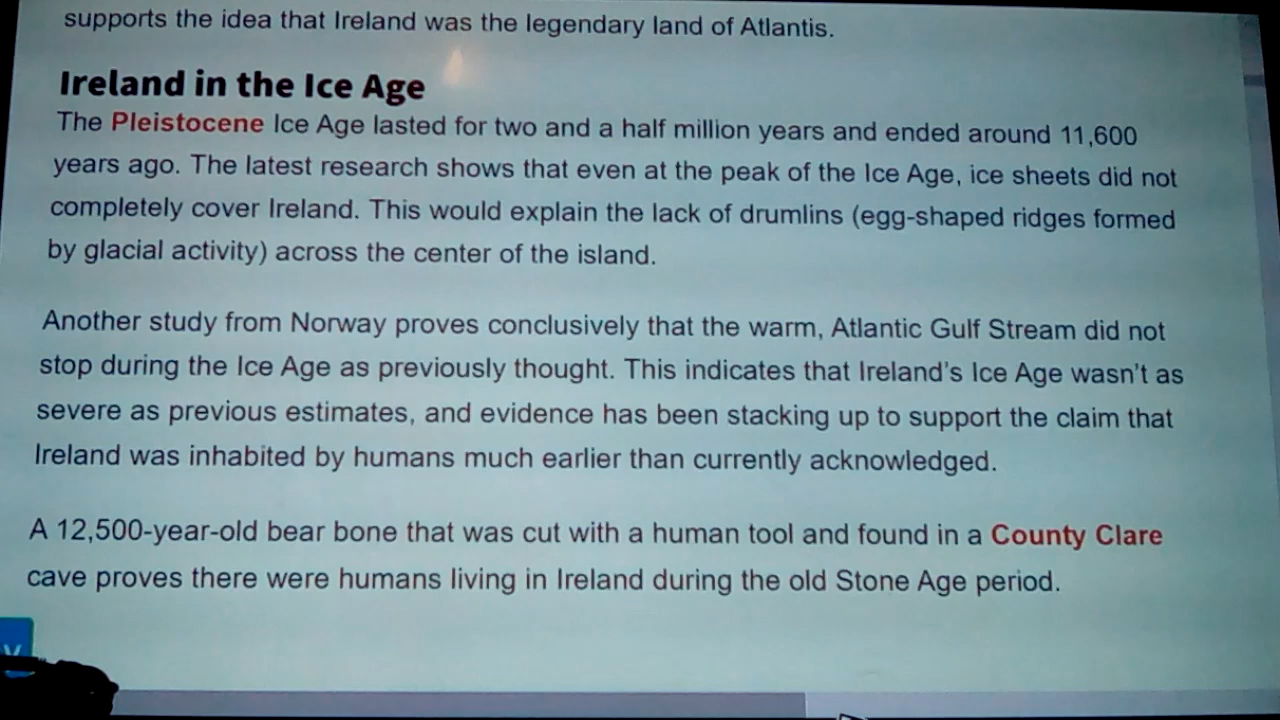 supports the idea that Ireland was the legendary land of Atlantis.
Ireland in the Ice Age
The Pleistocene Ice Age lasted for two and a half million years and ended around 11,600
years ago. The latest research shows that even at the peak of the Ice Age, ice sheets did not
completely cover Ireland. This would explain the lack of drumlins (egg-shaped ridges formed
by glacial activity) across the center of the island.
Another study from Norway proves conclusively that the warm, Atlantic Gulf Stream did not
stop during the Ice Age as previously thought. This indicates that Ireland's Ice Age wasn't as
severe as previous estimates, and evidence has been stacking up to support the claim that
Ireland was inhabited by humans much earlier than currently acknowledged.
A 12,500-year-old bear bone that was cut with a human tool and found in a County Clare
cave proves there were humans living in Ireland during the old Stone Age period.